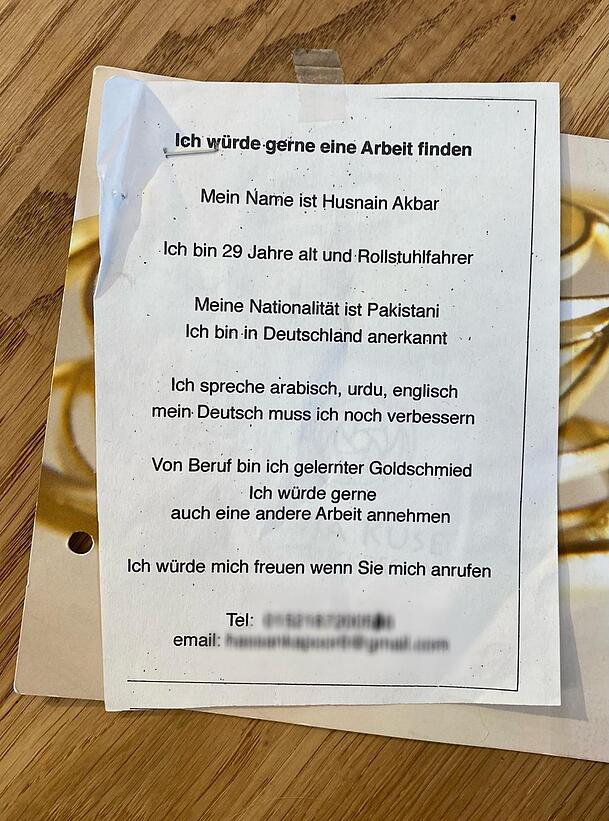 Ich würde gerne eine Arbeit finden
Mein Name ist Husnain Akbar
Ich bin 29 Jahre alt und Rollstuhlfahrer
Meine Nationalität ist Pakistani
Ich bin in Deutschland anerkannt
Ich spreche arabisch, urdu, englisch
mein Deutsch muss ich noch verbessern
Von Beruf bin ich gelernter Goldschmied
Ich würde gerne
auch eine andere Arbeit annehmen
Ich würde mich freuen wenn Sie mich anrufen
Tel:
email: